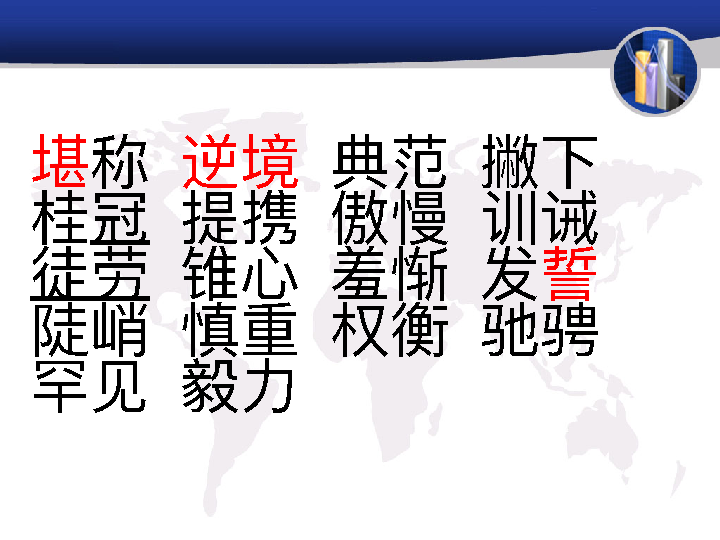 堪称 逆境 典范 撇下
桂冠 提携 傲慢 训诫
徒劳 锥心 羞惭 发誓
陡峭 慎重 权衡 驰骋
罕见 毅力